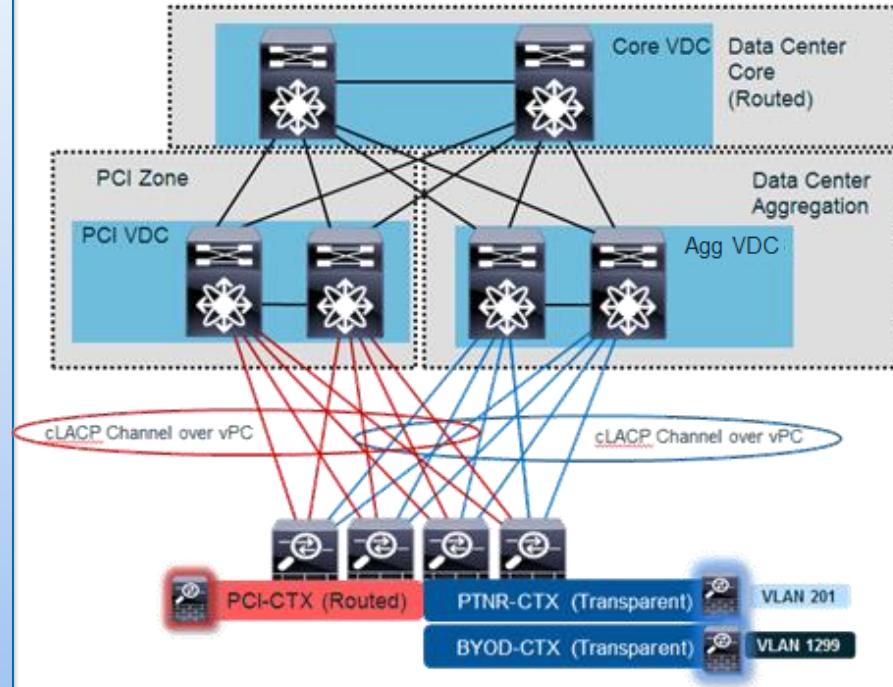 Core VDC
Data Center
Core
(Routed)
PCI Zone
Data Center
Aggregation
PCI VDC
Agg VDC
cLACP Channel over vPC
cLACP Channel over vPC
PCI-CTX (Routed)
PTNR-CTX (Transparent)
VLAN 201
BYOD-CTX (Transparent)
VLAN 1299